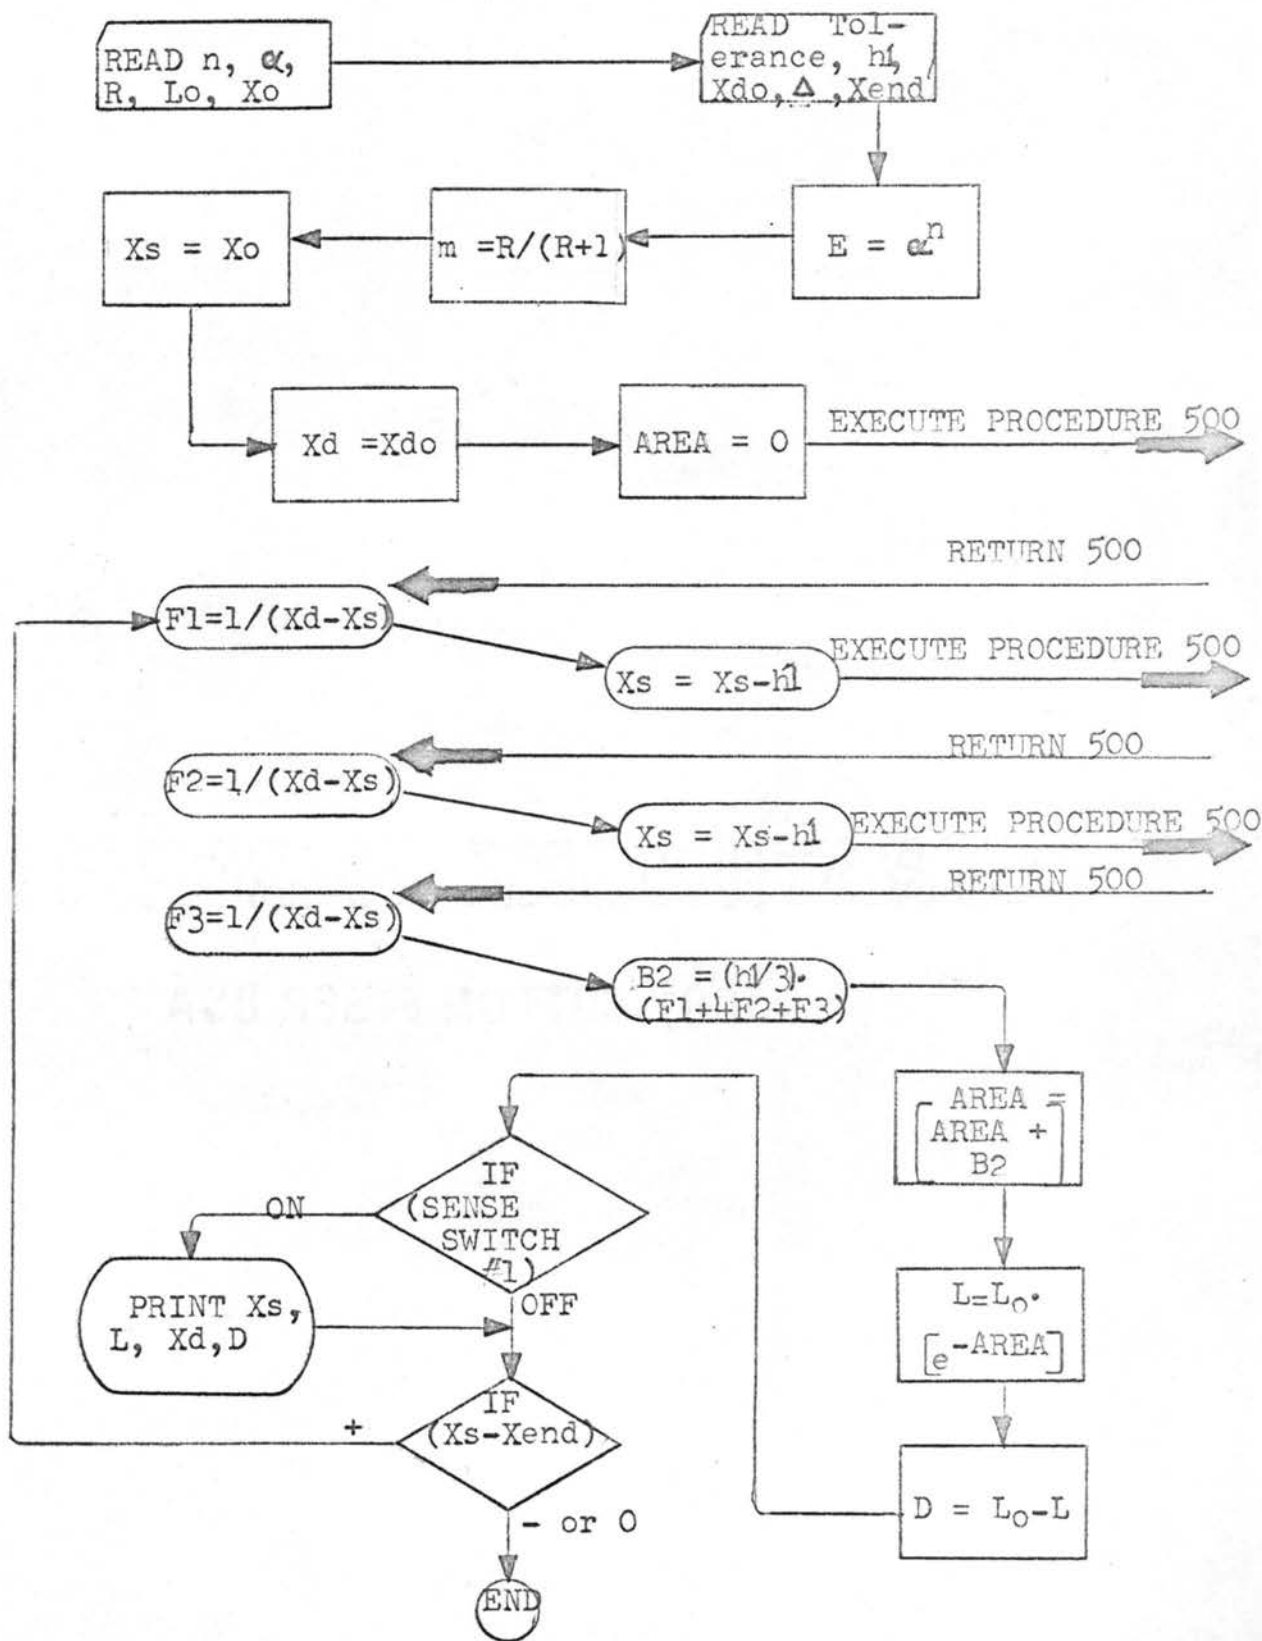 READ n, α,
R, Lo, Xo
READ Tol-
erance, h1,
Xdo, Δ, Xend
Xs = Xo
m =R/(R+1)
E = αⁿ
Xd =Xdo
AREA = 0
EXECUTE PROCEDURE 500
RETURN 500
F1=1/(Xd-Xs)
Xs = Xs-h1
EXECUTE PROCEDURE 500
RETURN 500
F2=1/(Xd-Xs)
Xs = Xs-h1
EXECUTE PROCEDURE 500
RETURN 500
F3=1/(Xd-Xs)
B2 = (h1/3)·
(F1+4F2+F3)
[AREA =
AREA +
B2]
L=L₀·
[e-AREA]
D = L₀-L
IF
(SENSE
SWITCH
#1)
ON
OFF
PRINT Xs,
L, Xd,D
IF
(Xs-Xend)
+
- or 0
END